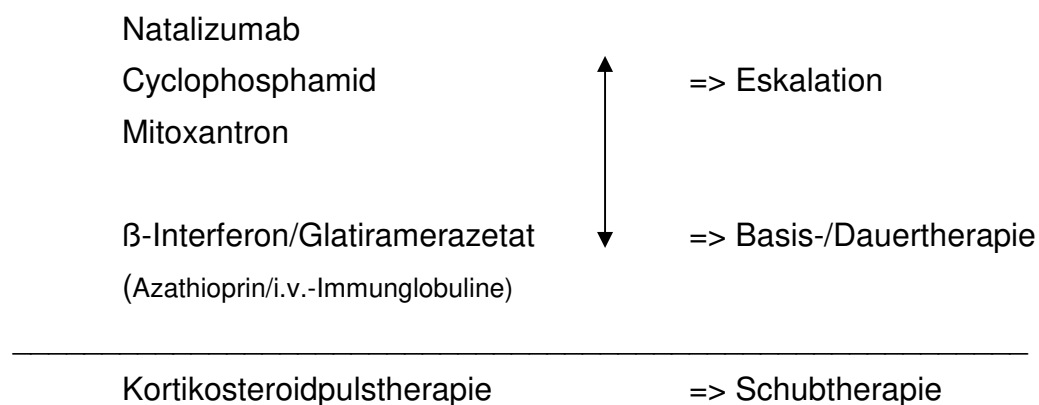 Natalizumab
Cyclophosphamid => Eskalation
Mitoxantron
ß-Interferon/Glatiramerazetat => Basis-/Dauertherapie
(Azathioprin/i.v.-Immunglobuline)
Kortikosteroidpulstherapie => Schubtherapie